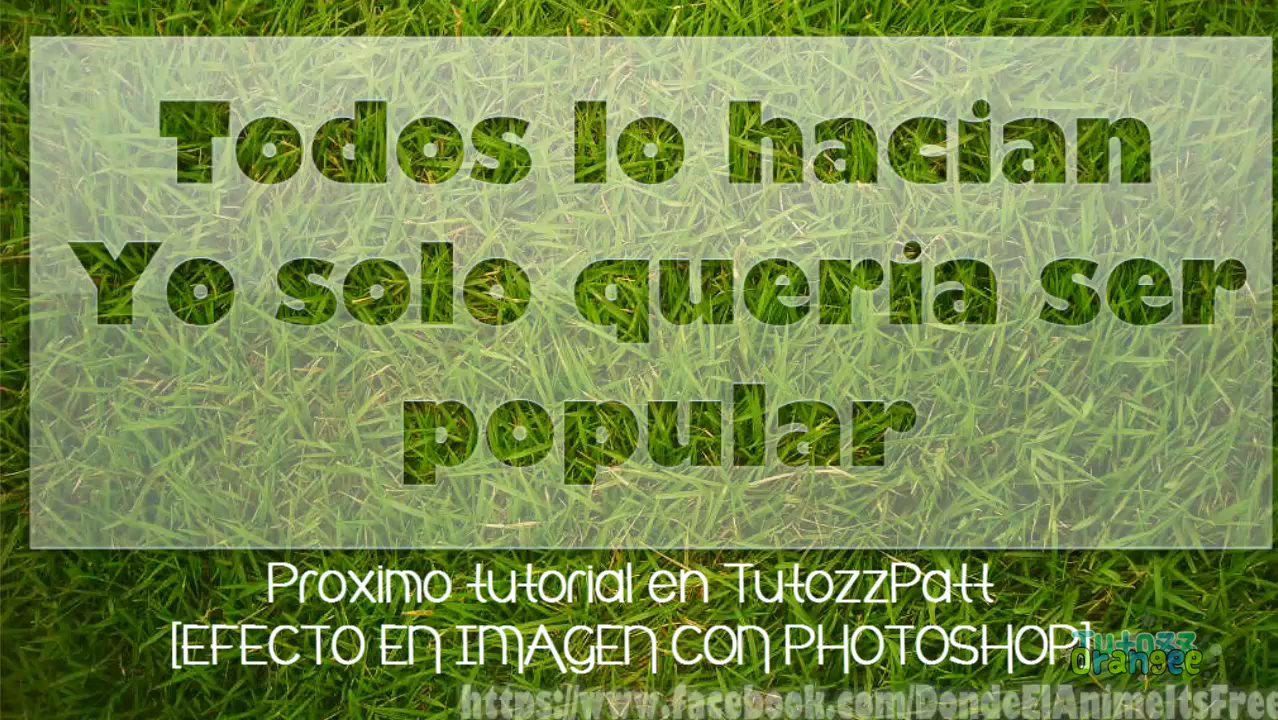 Todos lo hacian
Yo solo queria ser
popular
Proximo tutorial en TutozzPatt
[EFECTO EN IMAGEN CON PHOTOSHOP]
Tutozz
Orangee
https://www.facebook.com/DondeElAnimeItsFree